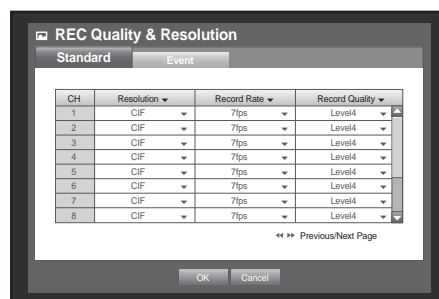 REC Quality & Resolution
Standard Event
CH Resolution Record Rate Record Quality
1 CIF 7fps Level4
2 CIF 7fps Level4
3 CIF 7fps Level4
4 CIF 7fps Level4
5 CIF 7fps Level4
6 CIF 7fps Level4
7 CIF 7fps Level4
8 CIF 7fps Level4
Previous/Next Page
OK Cancel